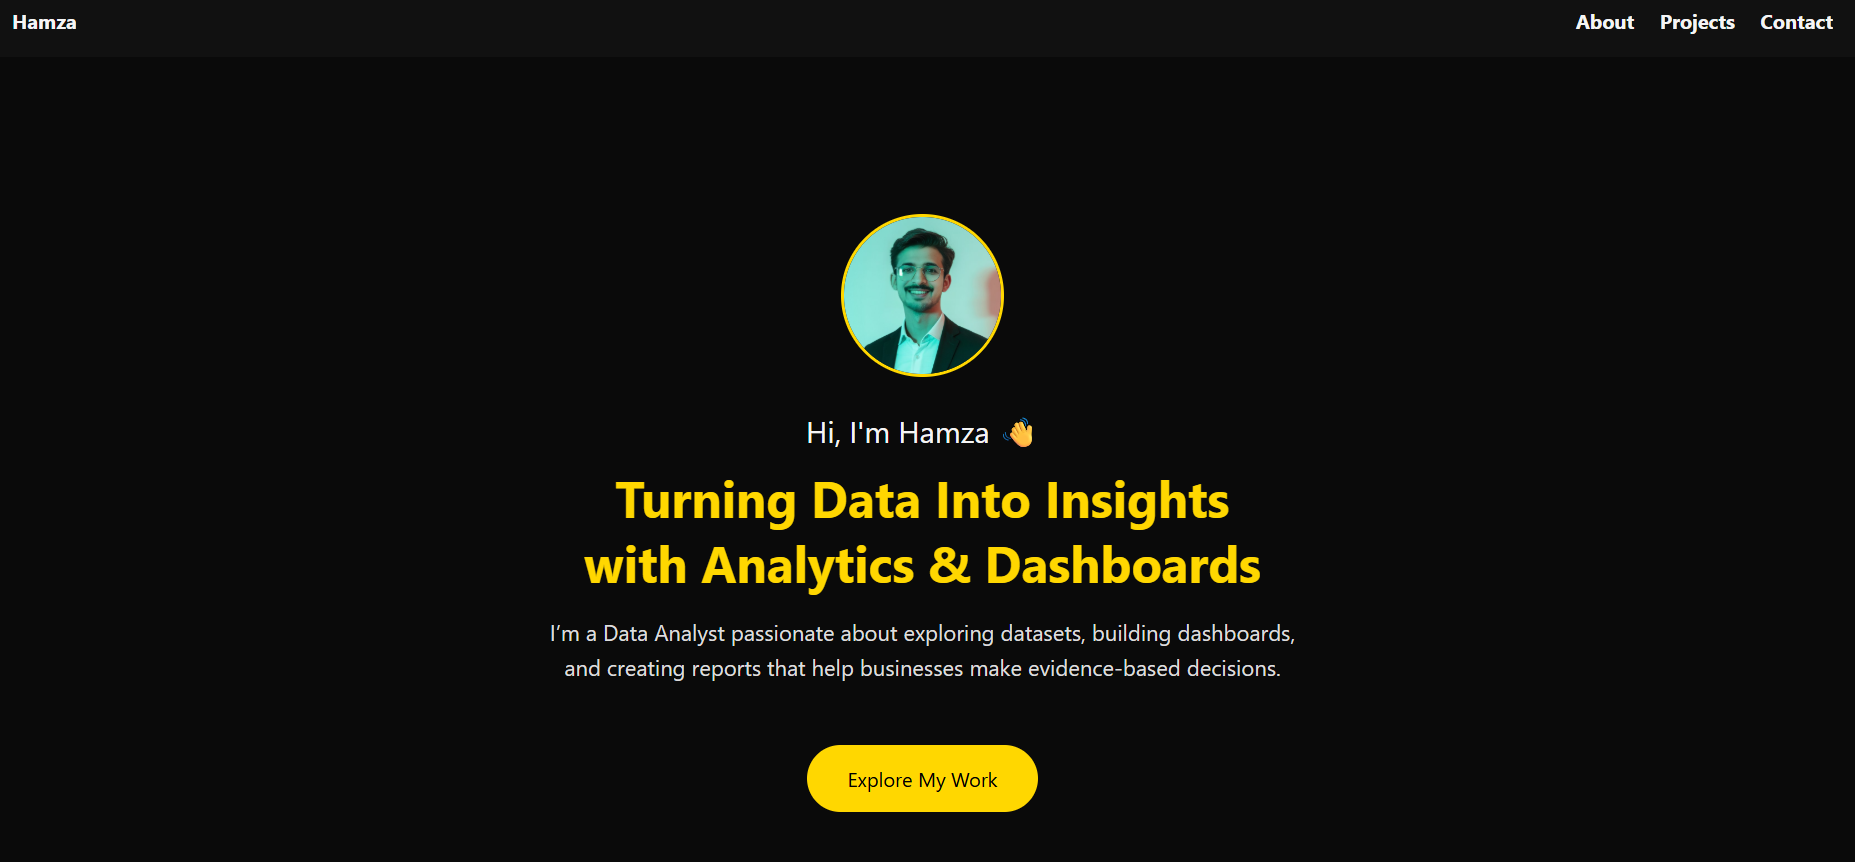 Hamza
About Projects Contact
Hi, I'm Hamza 👋
Turning Data Into Insights
with Analytics & Dashboards
I’m a Data Analyst passionate about exploring datasets, building dashboards,
and creating reports that help businesses make evidence-based decisions.
Explore My Work